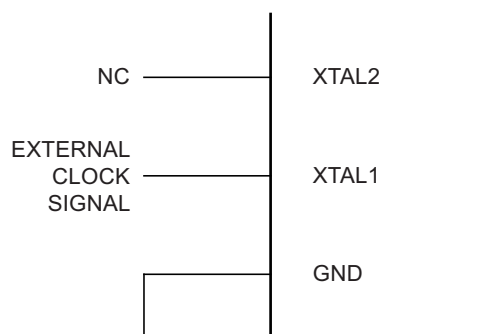 NC
XTAL2
EXTERNAL
CLOCK
SIGNAL
XTAL1
GND